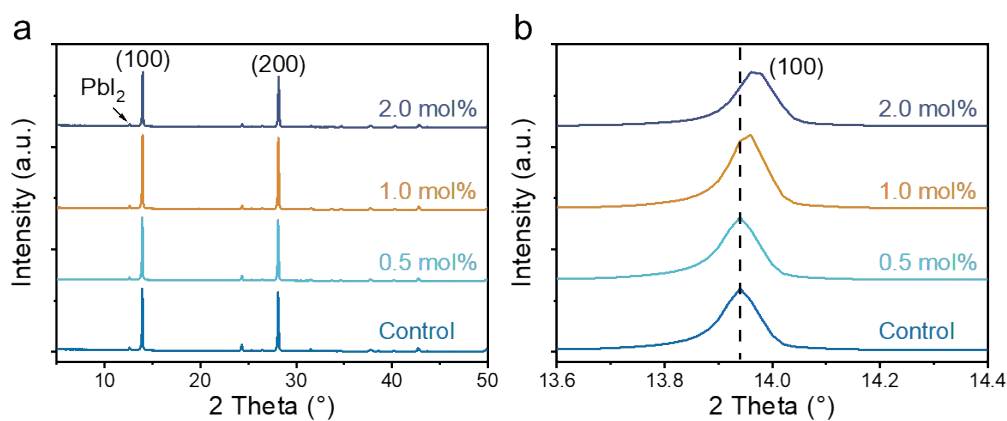 a
(100)
(200)
PbI2
2.0 mol%
1.0 mol%
0.5 mol%
Control
Intensity (a.u.)
10 20 30 40 50
2 Theta (°)
b
(100)
2.0 mol%
1.0 mol%
0.5 mol%
Control
Intensity (a.u.)
13.6 13.8 14.0 14.2 14.4
2 Theta (°)